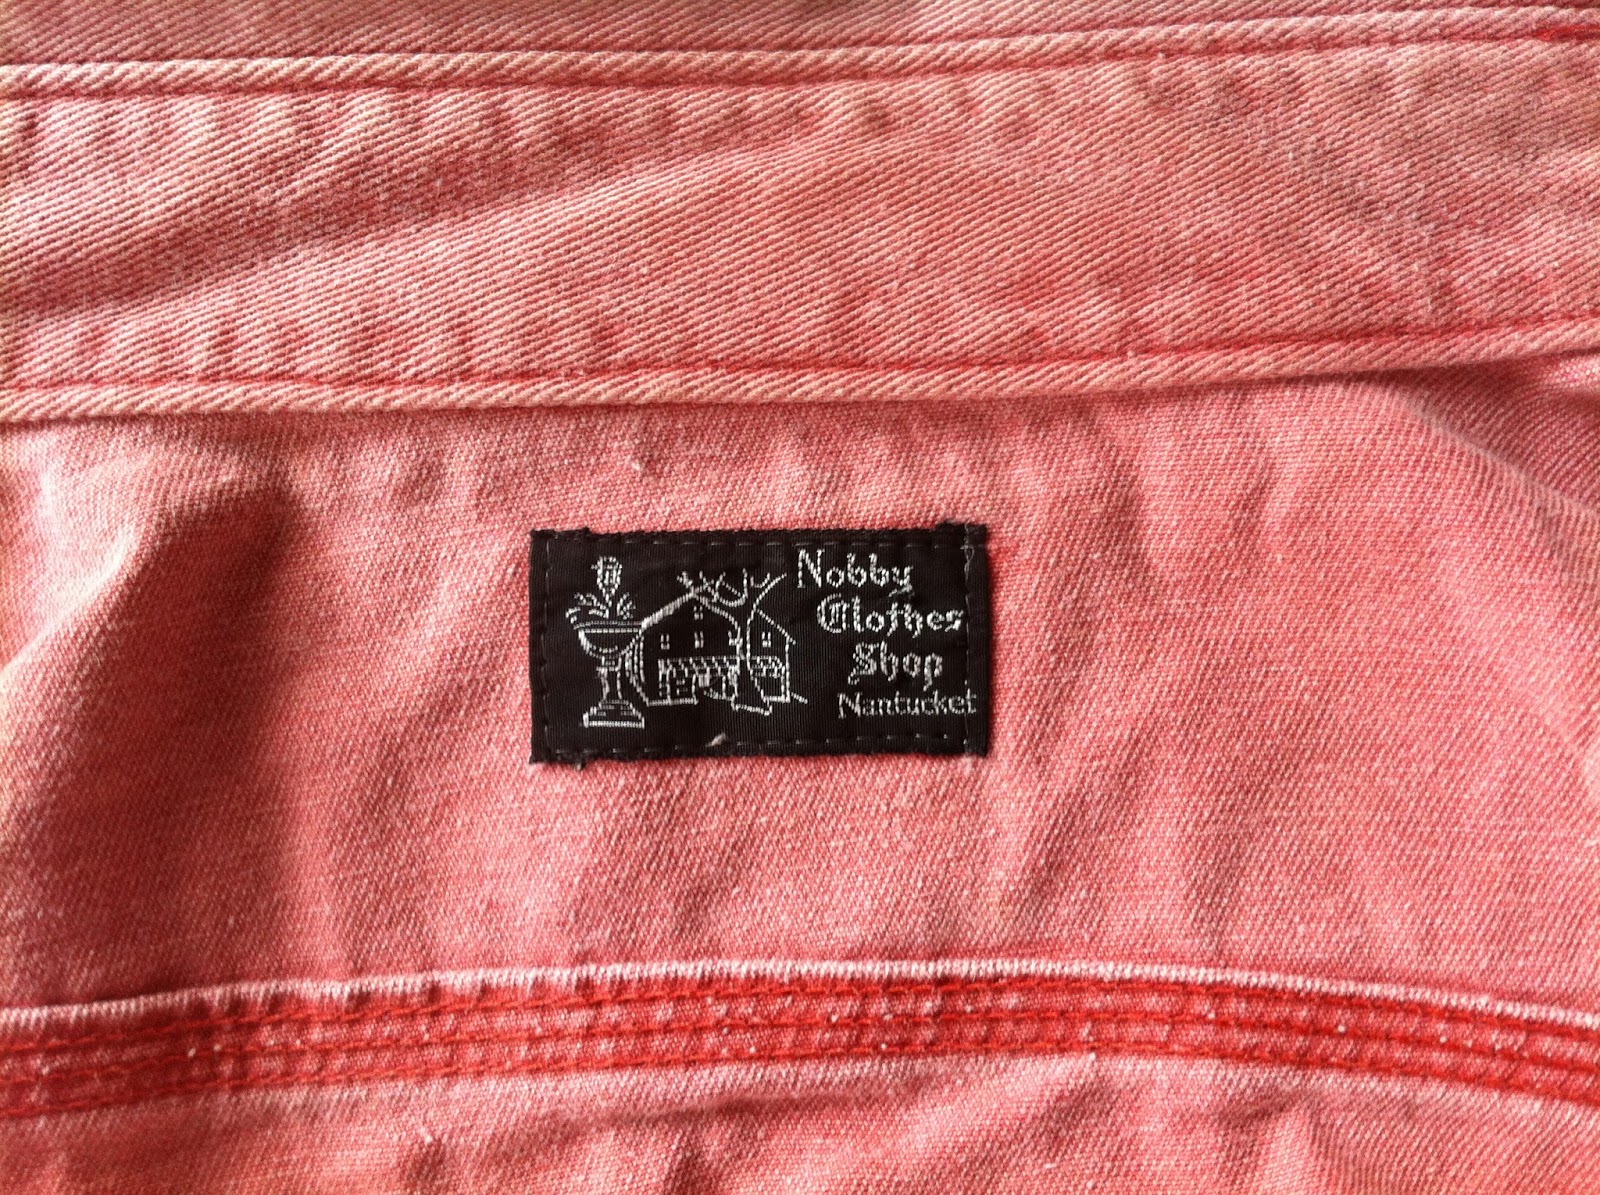 Nobby
Clothes
Shop
Nantucket